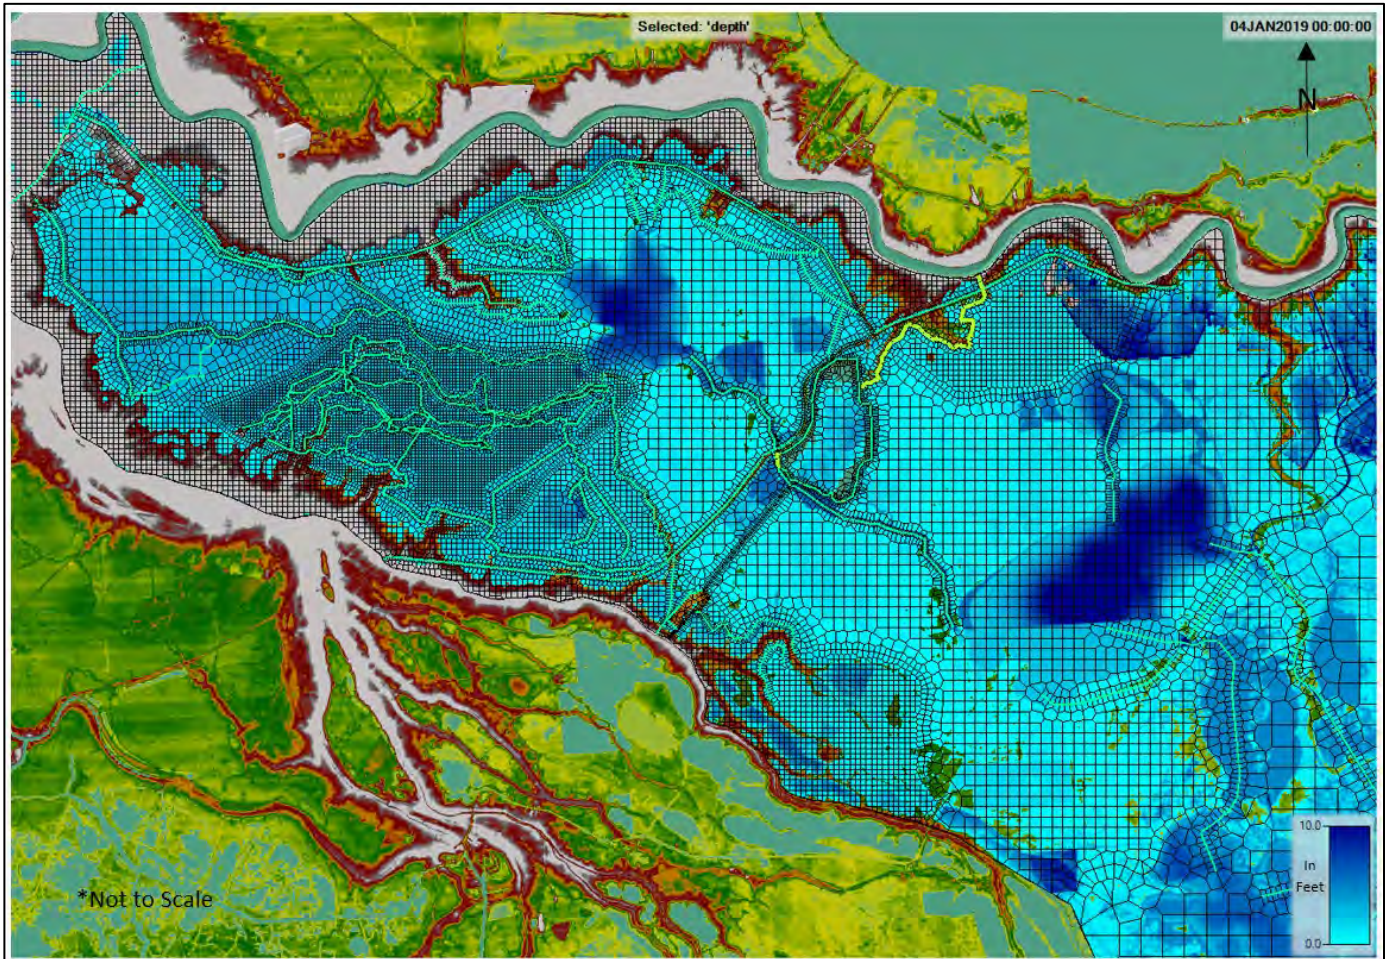 Selected: 'depth'
04JAN2019 00:00:00
N
*Not to Scale
10.0
In
Feet
0.0